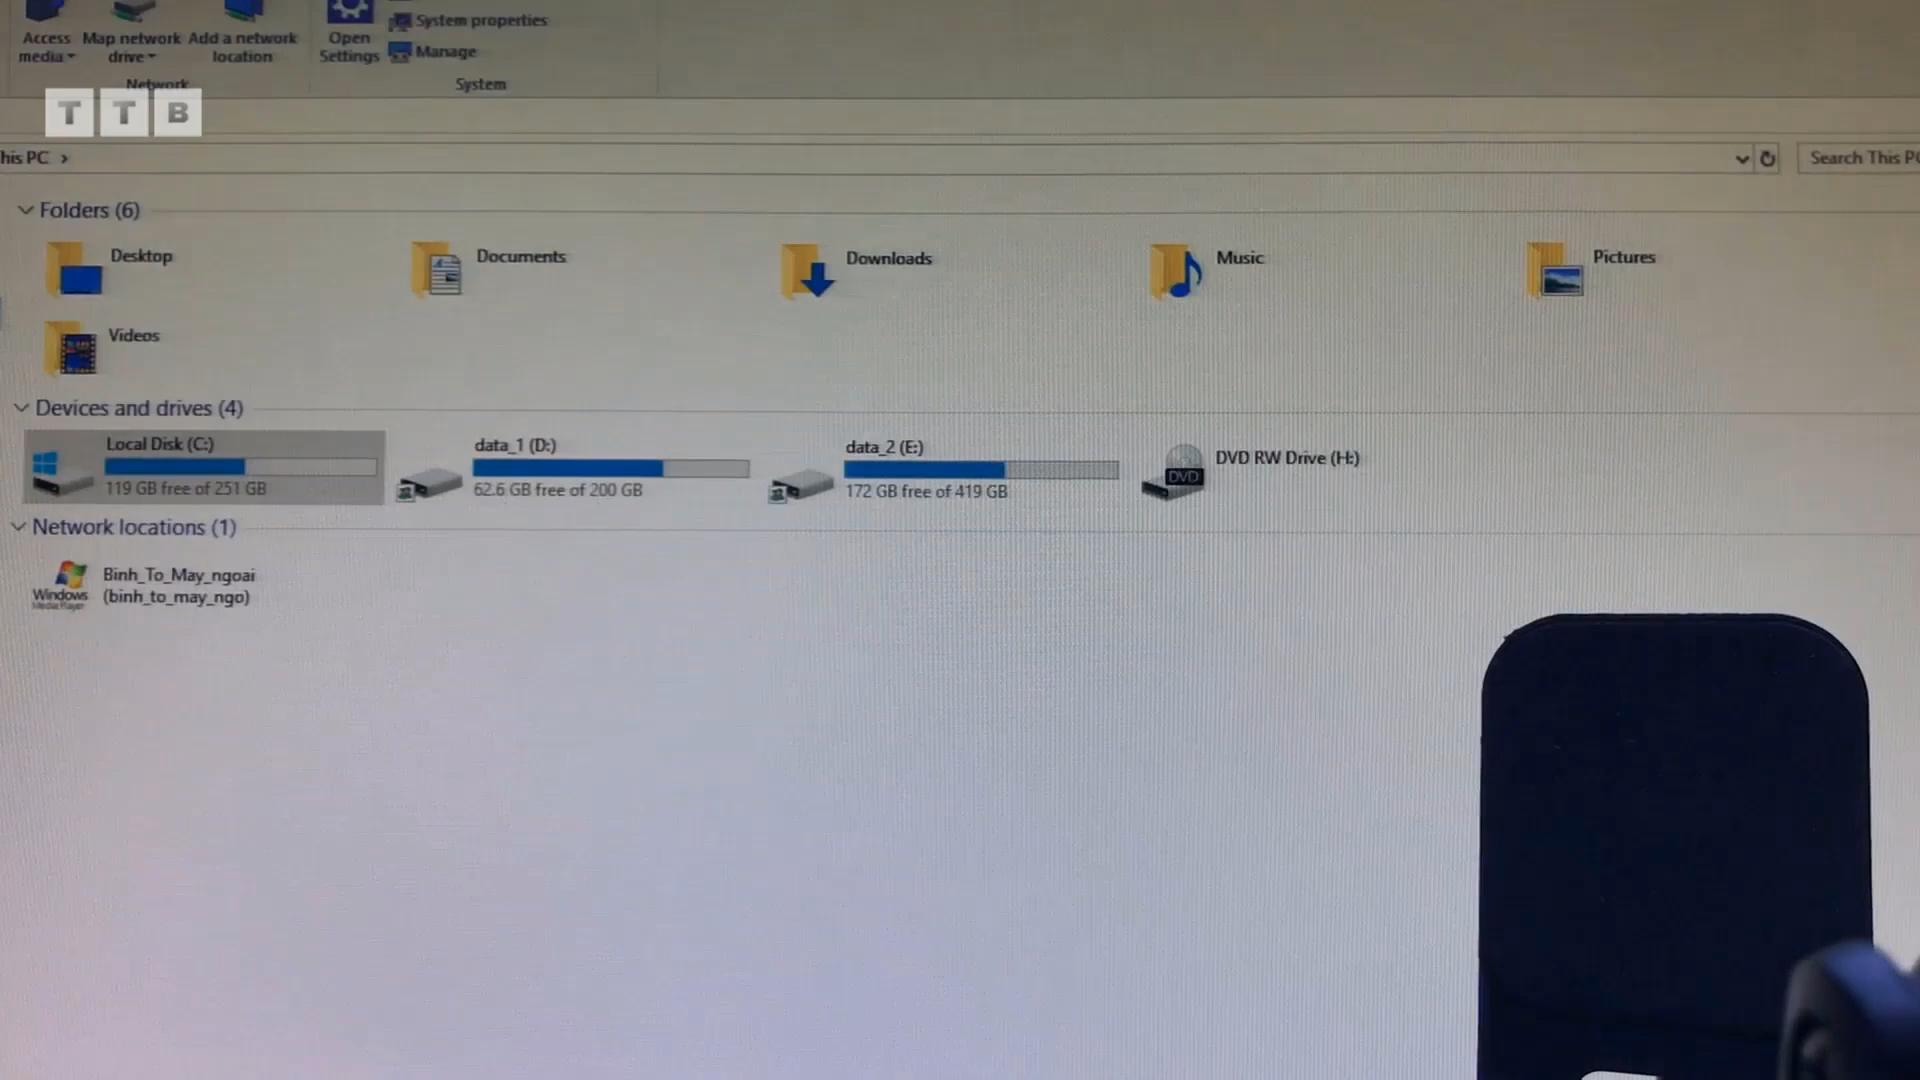 Access media
Map network drive
Add a network location
Open Settings
System properties
Manage
Network
System
T T B
his PC >
Search This PC
Folders (6)
Desktop
Documents
Downloads
Music
Pictures
Videos
Devices and drives (4)
Local Disk (C:)
119 GB free of 251 GB
data_1 (D:)
62.6 GB free of 200 GB
data_2 (E:)
172 GB free of 419 GB
DVD
DVD RW Drive (H:)
Network locations (1)
Windows
Media Player
Binh_To_May_ngoai
(binh_to_may_ngo)